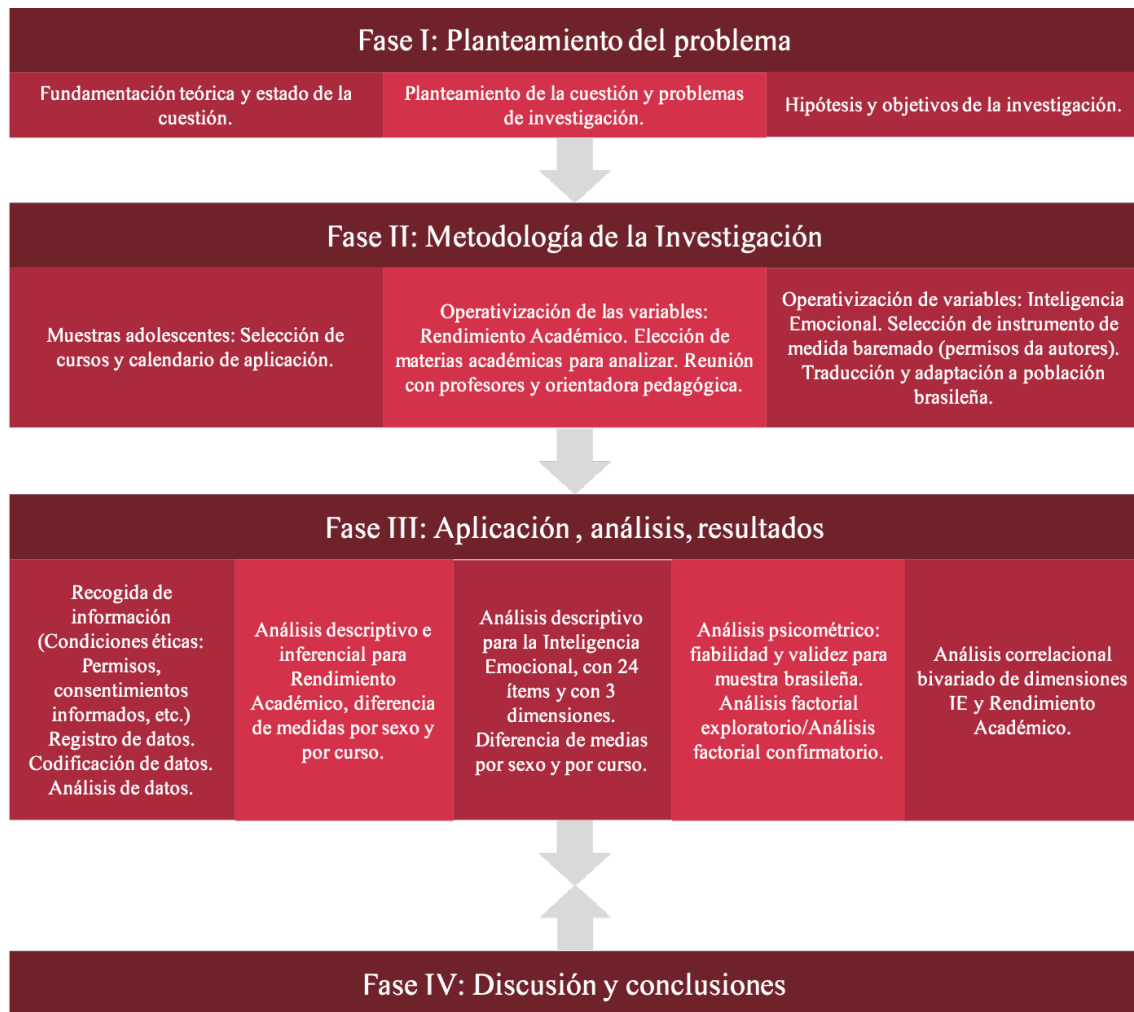 Fase I: Planteamiento del problema
Fundamentación teórica y estado de la
cuestión.
Planteamiento de la cuestión y problemas
de investigación.
Hipótesis y objetivos de la investigación.
Fase II: Metodología de la Investigación
Muestras adolescentes: Selección de
cursos y calendario de aplicación.
Operativización de las variables:
Rendimiento Académico. Elección de
materias académicas para analizar. Reunión
con profesores y orientadora pedagógica.
Operativización de variables: Inteligencia
Emocional. Selección de instrumento de
medida baremado (permisos da autores).
Traducción y adaptación a población
brasileña.
Fase III: Aplicación , análisis, resultados
Recogida de
información
(Condiciones éticas:
Permisos,
consentimientos
informados, etc.)
Registro de datos.
Codificación de datos.
Análisis de datos.
Análisis descriptivo e
inferencial para
Rendimiento
Académico, diferencia
de medidas por sexo y
por curso.
Análisis descriptivo
para la Inteligencia
Emocional, con 24
ítems y con 3
dimensiones.
Diferencia de medias
por sexo y por curso.
Análisis psicométrico:
fiabilidad y validez para
muestra brasileña.
Análisis factorial
exploratorio/Análisis
factorial confirmatorio.
Análisis correlacional
bivariado de dimensiones
IE y Rendimiento
Académico.
Fase IV: Discusión y conclusiones